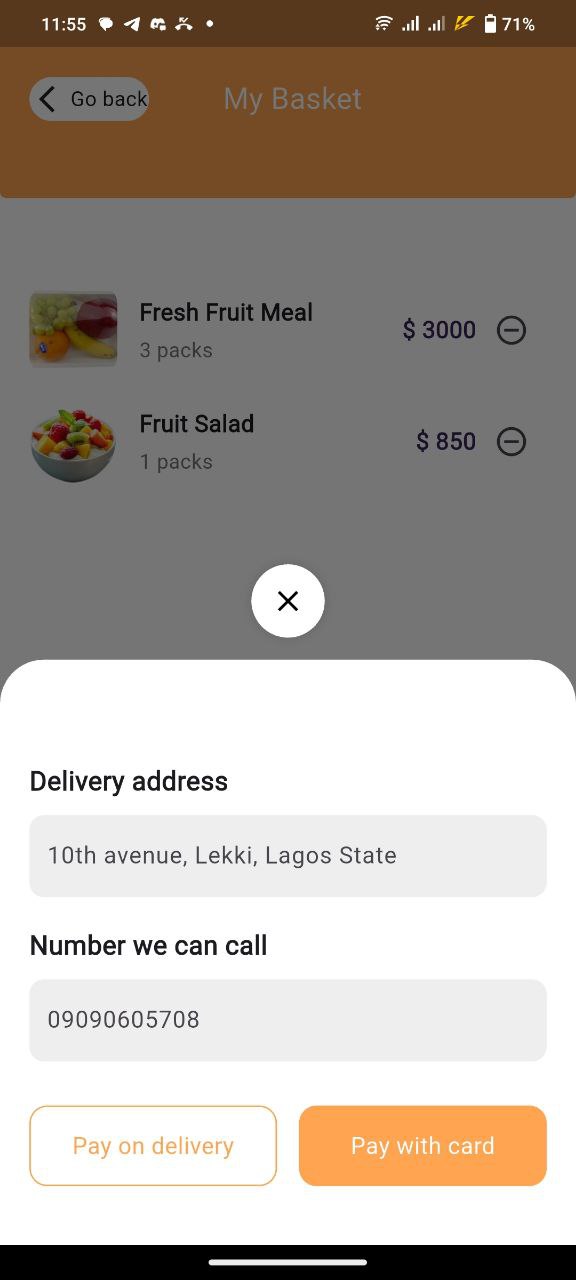 11:55
71%
Go back
My Basket
Fresh Fruit Meal
3 packs
$ 3000
Fruit Salad
1 packs
$ 850
Delivery address
10th avenue, Lekki, Lagos State
Number we can call
09090605708
Pay on delivery
Pay with card